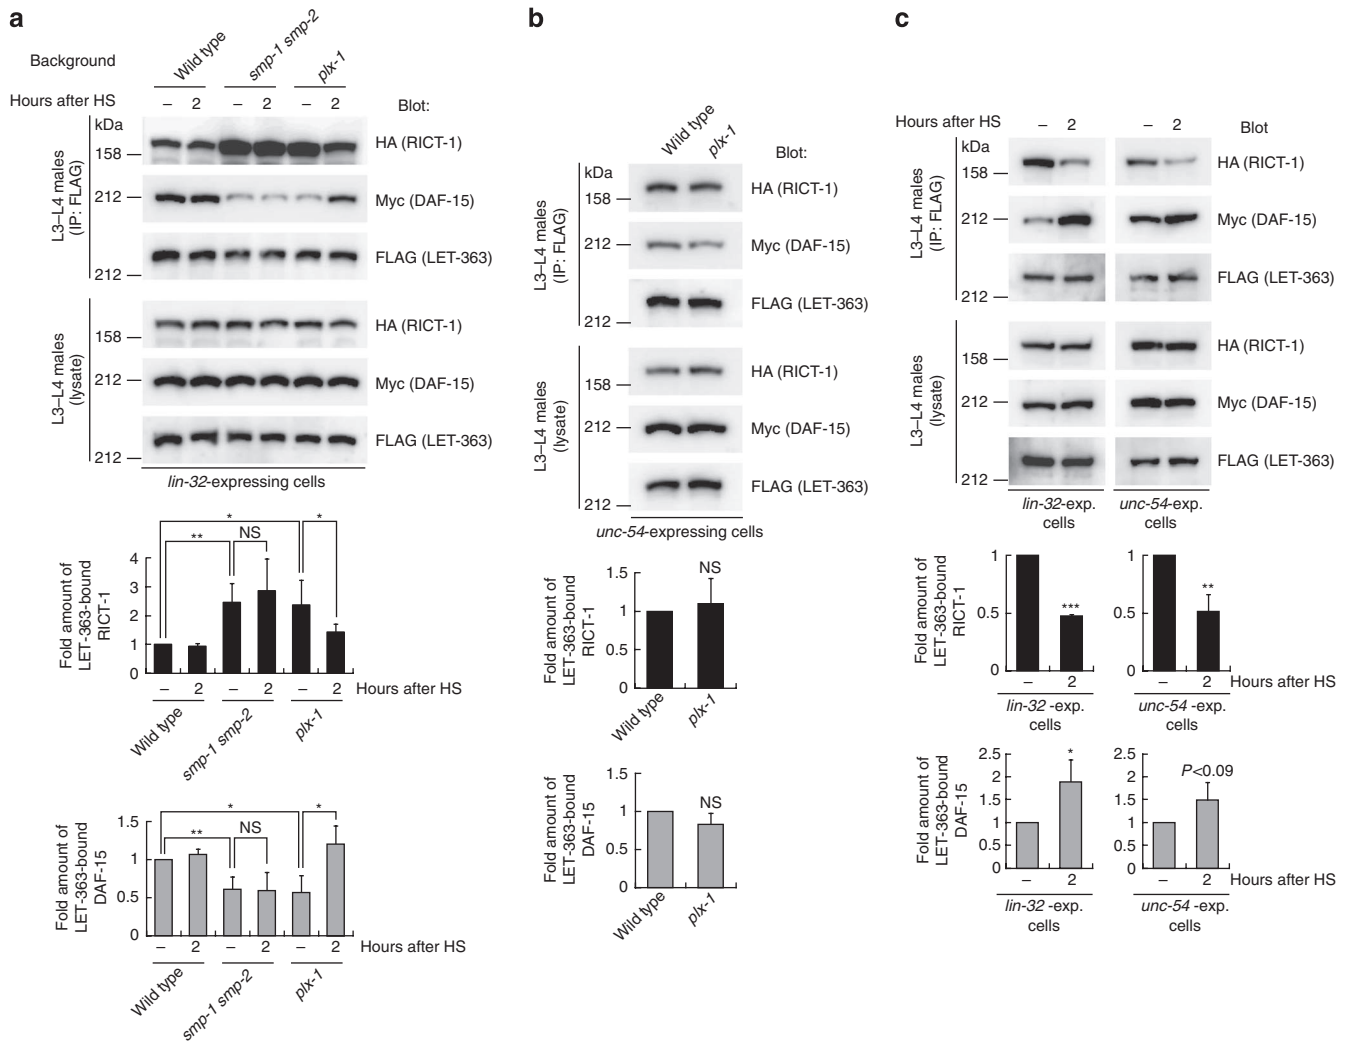 a
Background
Wild type
smp-1 smp-2
plx-1
Hours after HS
– 2 – 2 – 2
Blot:
kDa
L3–L4 males
(IP: FLAG)
158
HA (RICT-1)
212
Myc (DAF-15)
FLAG (LET-363)
212
L3–L4 males
(lysate)
HA (RICT-1)
158
212
Myc (DAF-15)
FLAG (LET-363)
212
lin-32-expressing cells
Fold amount of
LET-363-bound
RICT-1
4
3
2
1
0
*
*
**
NS
– 2 – 2 – 2
Hours after HS
Wild type
smp-1 smp-2
plx-1
Fold amount of
LET-363-bound
DAF-15
1.5
1
0.5
0
*
*
**
NS
– 2 – 2 – 2
Hours after HS
Wild type
smp-1 smp-2
plx-1
b
Wild type
plx-1
Blot:
kDa
L3–L4 males
(IP: FLAG)
158
HA (RICT-1)
212
Myc (DAF-15)
FLAG (LET-363)
212
L3–L4 males
(lysate)
HA (RICT-1)
158
212
Myc (DAF-15)
FLAG (LET-363)
212
unc-54-expressing cells
Fold amount of
LET-363-bound
RICT-1
1.5
1
0.5
0
NS
Wild type
plx-1
Fold amount of
LET-363-bound
DAF-15
1.5
1
0.5
0
NS
Wild type
plx-1
c
Hours after HS
– 2 – 2
Blot
kDa
L3–L4 males
(IP: FLAG)
158
HA (RICT-1)
212
Myc (DAF-15)
FLAG (LET-363)
212
L3–L4 males
(lysate)
HA (RICT-1)
158
212
Myc (DAF-15)
FLAG (LET-363)
212
lin-32-exp.
cells
unc-54-exp.
cells
Fold amount of
LET-363-bound
RICT-1
1
0.5
0
***
– 2
lin-32 -exp.
cells
1
0.5
0
**
– 2
Hours after HS
unc-54 -exp.
cells
Fold amount of
LET-363-bound
DAF-15
2.5
2
1.5
1
0.5
0
*
– 2
lin-32 -exp.
cells
2.5
2
1.5
1
0.5
0
P<0.09
– 2
Hours after HS
unc-54 -exp.
cells